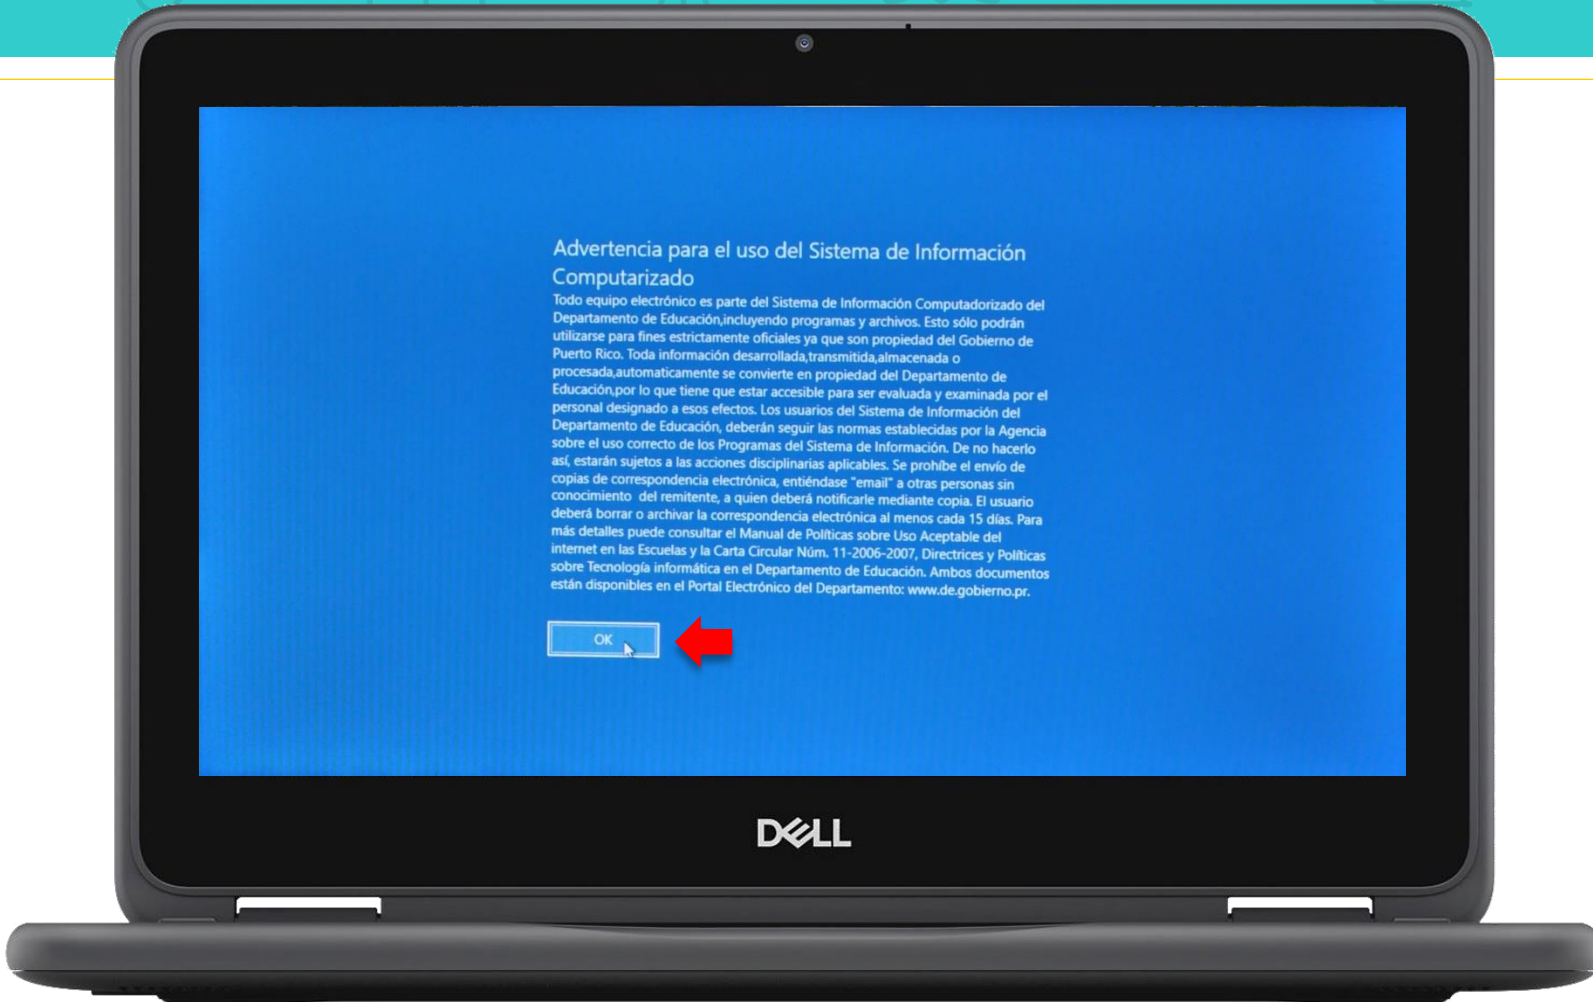 Advertencia para el uso del Sistema de Información
Computarizado
Todo equipo electrónico es parte del Sistema de Información Computadorizado del
Departamento de Educación,incluyendo programas y archivos. Esto sólo podrán
utilizarse para fines estrictamente oficiales ya que son propiedad del Gobierno de
Puerto Rico. Toda información desarrollada,transmitida,almacenada o
procesada,automaticamente se convierte en propiedad del Departamento de
Educación,por lo que tiene que estar accesible para ser evaluada y examinada por el
personal designado a esos efectos. Los usuarios del Sistema de Información del
Departamento de Educación, deberán seguir las normas establecidas por la Agencia
sobre el uso correcto de los Programas del Sistema de Información. De no hacerlo
así, estarán sujetos a las acciones disciplinarias aplicables. Se prohíbe el envío de
copias de correspondencia electrónica, entiéndase "email" a otras personas sin
conocimiento del remitente, a quien deberá notificarle mediante copia. El usuario
deberá borrar o archivar la correspondencia electrónica al menos cada 15 días. Para
más detalles puede consultar el Manual de Políticas sobre Uso Aceptable del
internet en las Escuelas y la Carta Circular Núm. 11-2006-2007, Directrices y Políticas
sobre Tecnología informática en el Departamento de Educación. Ambos documentos
están disponibles en el Portal Electrónico del Departamento: www.de.gobierno.pr.
OK
DELL